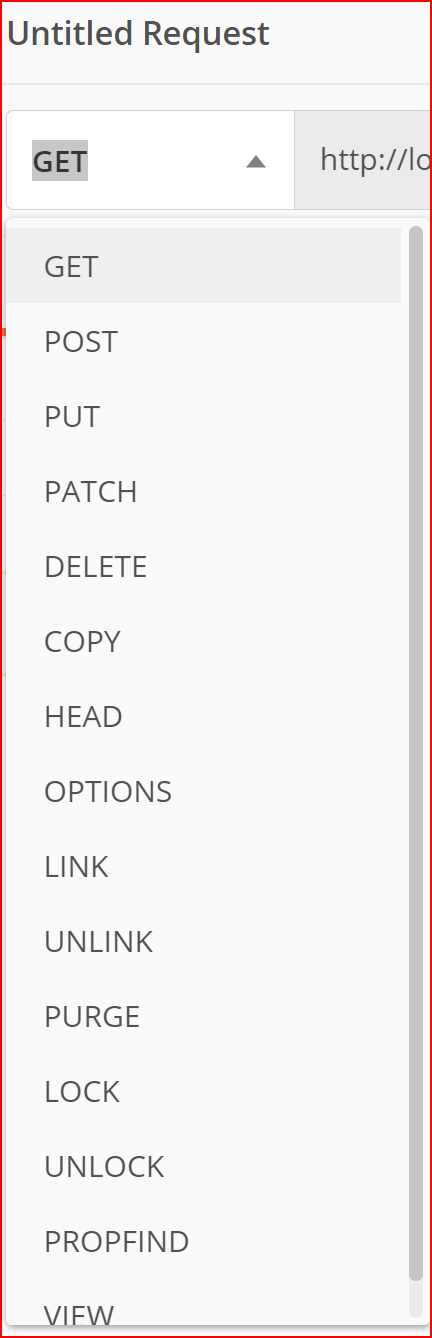 Untitled Request
GET
http://lo
GET
POST
PUT
PATCH
DELETE
COPY
HEAD
OPTIONS
LINK
UNLINK
PURGE
LOCK
UNLOCK
PROPFIND
VIEW